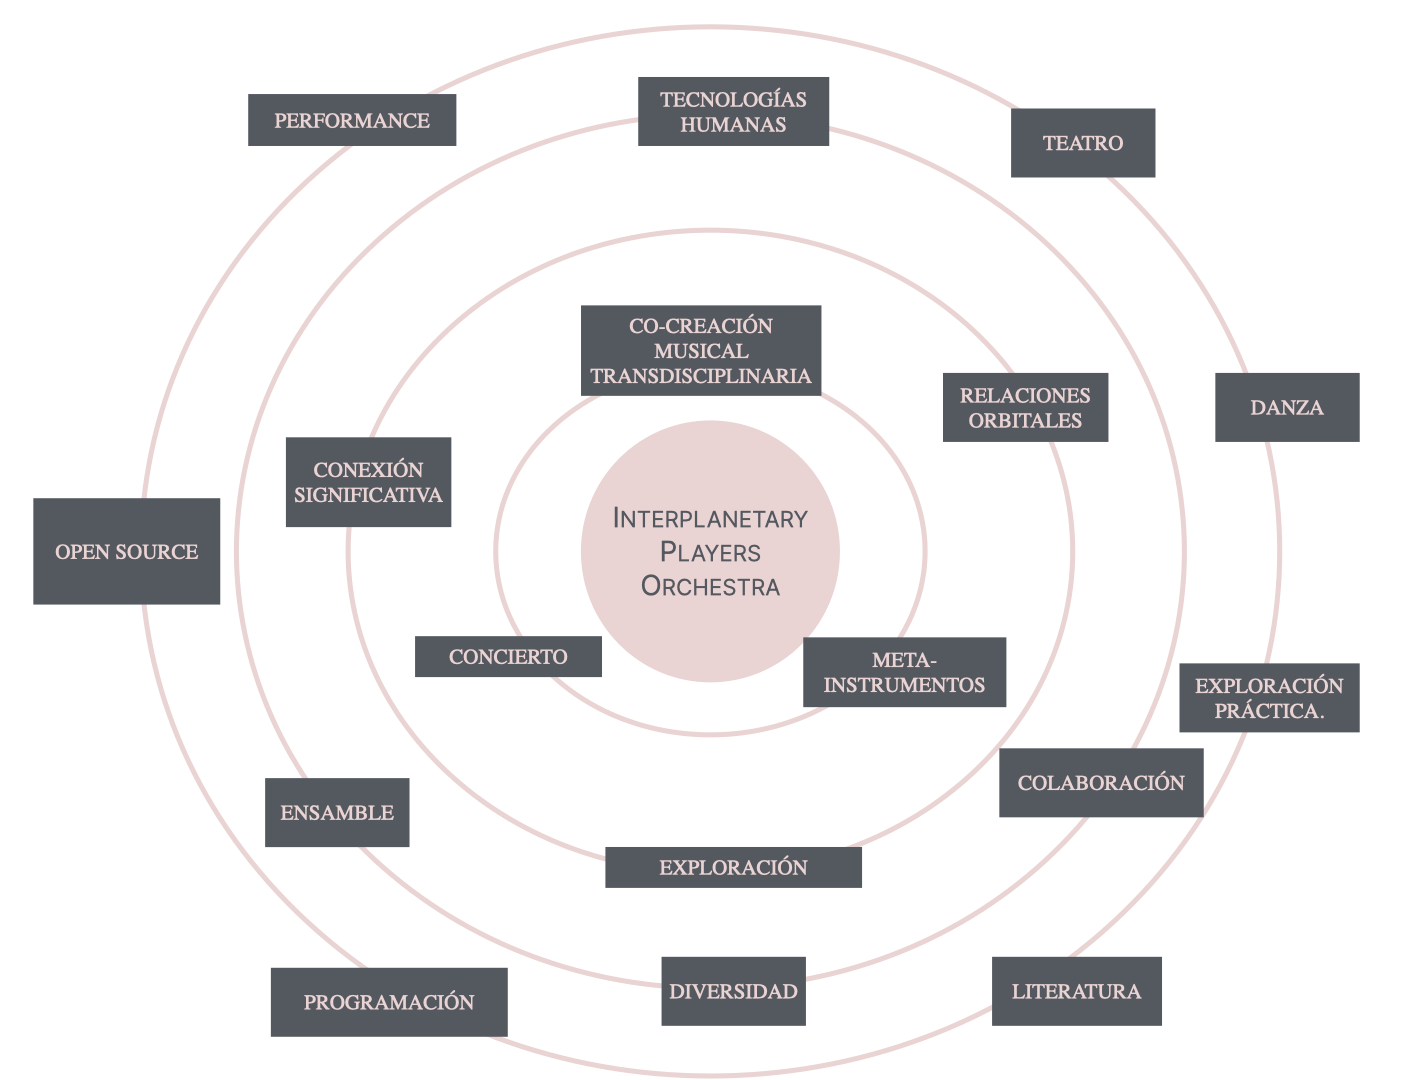 PERFORMANCE
TECNOLOGÍAS
HUMANAS
TEATRO
CO-CREACIÓN
MUSICAL
TRANSDISCIPLINARIA
RELACIONES
ORBITALES
DANZA
CONEXIÓN
SIGNIFICATIVA
OPEN SOURCE
INTERPLANETARY
PLAYERS
ORCHESTRA
CONCIERTO
META-
INSTRUMENTOS
EXPLORACIÓN
PRÁCTICA.
COLABORACIÓN
ENSAMBLE
EXPLORACIÓN
PROGRAMACIÓN
DIVERSIDAD
LITERATURA